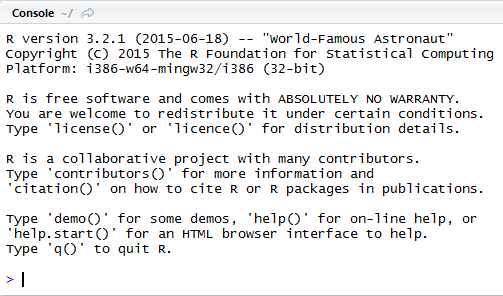 Console ~/
R version 3.2.1 (2015-06-18) -- "World-Famous Astronaut"
Copyright (C) 2015 The R Foundation for Statistical Computing
Platform: i386-w64-mingw32/i386 (32-bit)
R is free software and comes with ABSOLUTELY NO WARRANTY.
You are welcome to redistribute it under certain conditions.
Type 'license()' or 'licence()' for distribution details.
R is a collaborative project with many contributors.
Type 'contributors()' for more information and
'citation()' on how to cite R or R packages in publications.
Type 'demo()' for some demos, 'help()' for on-line help, or
'help.start()' for an HTML browser interface to help.
Type 'q()' to quit R.
>